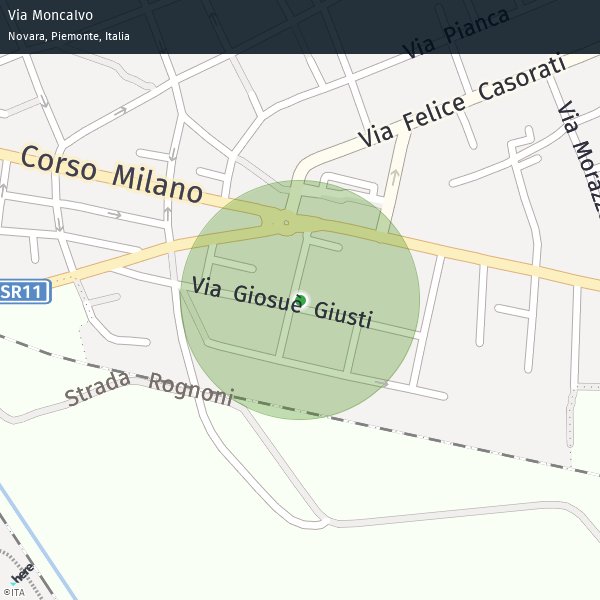 Via Moncalvo
Novara, Piemonte, Italia
Via Pianca
Via Felice Casorati
Via Morazz
Corso Milano
SR11
Via Giosuè Giusti
Strada Rognoni
here
©ITA